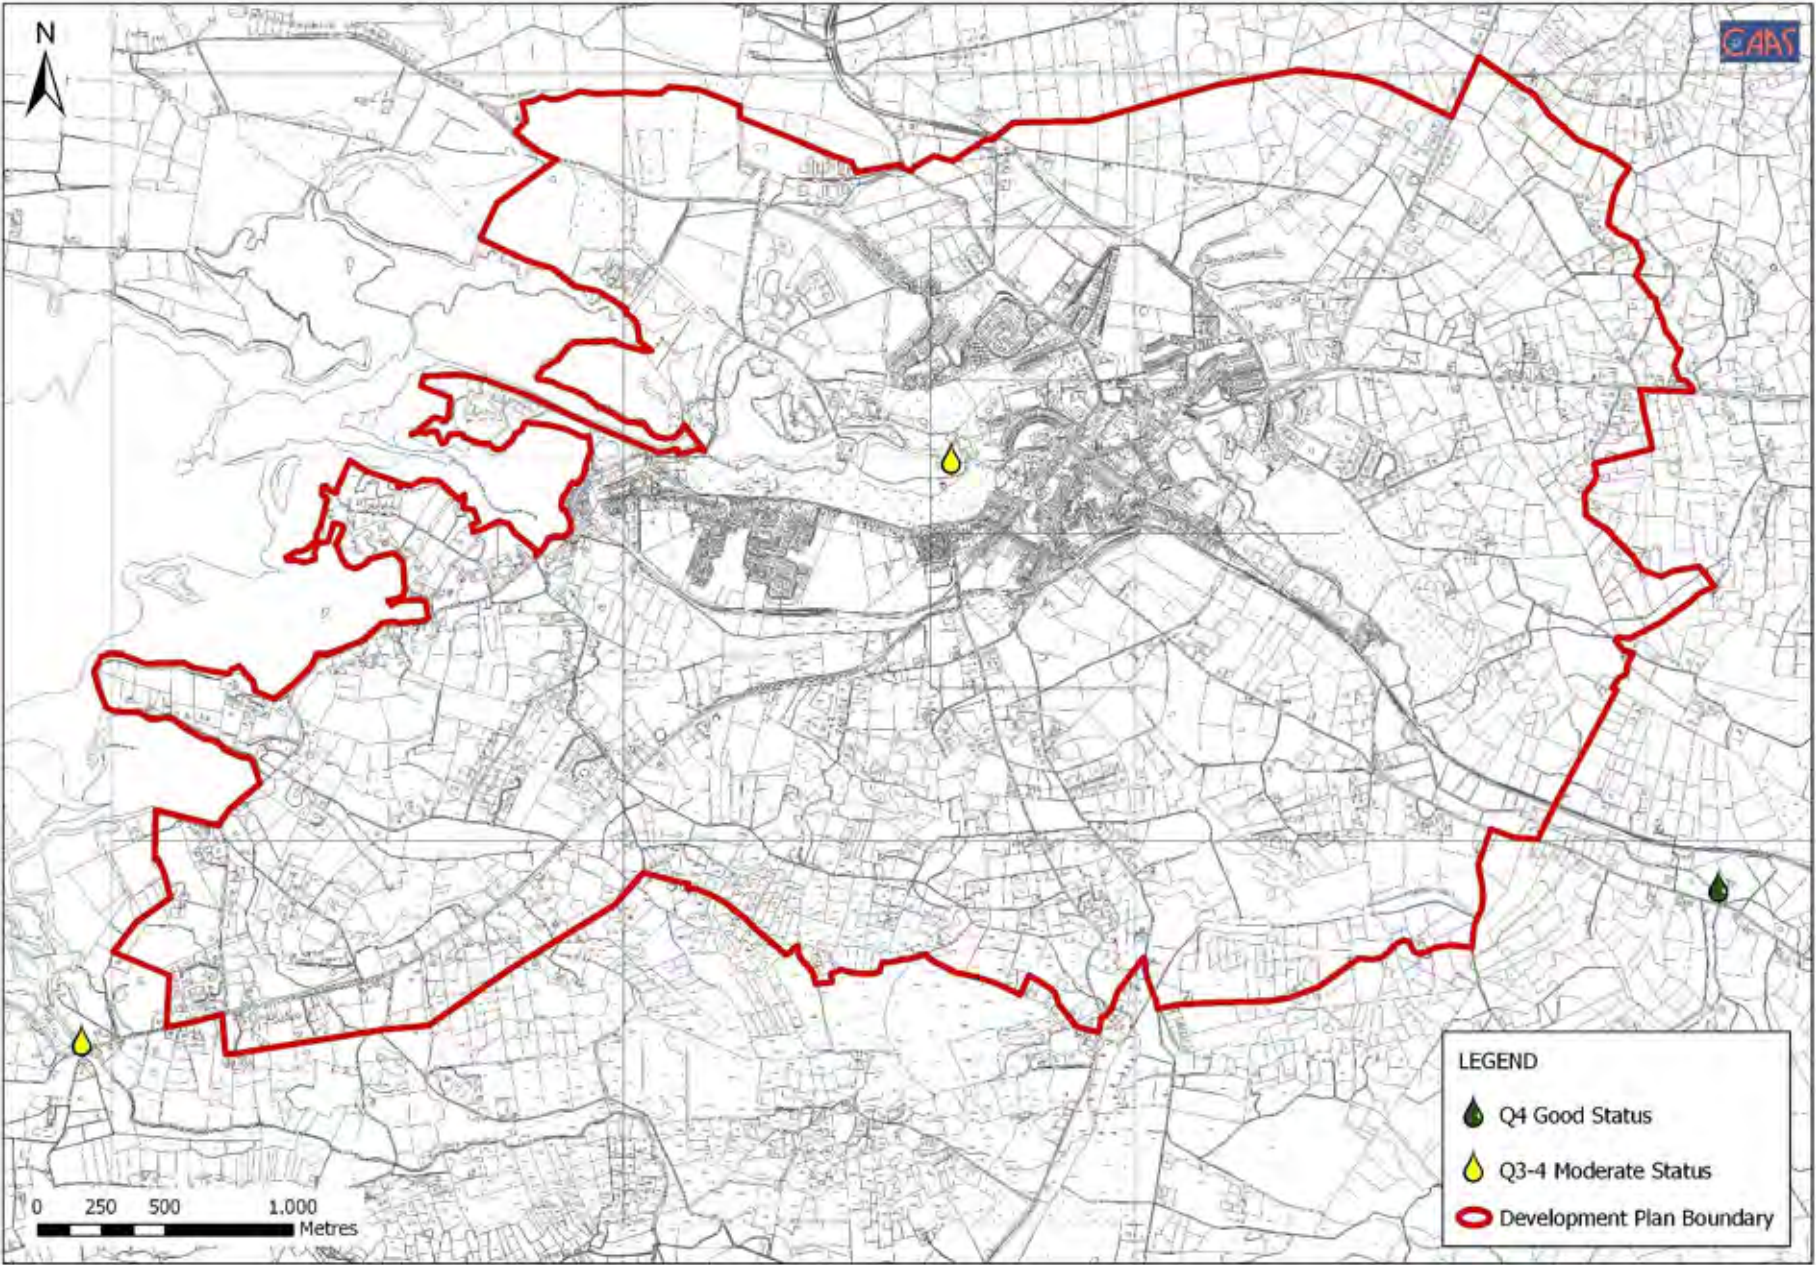 N
CAAS
LEGEND
Q4 Good Status
Q3-4 Moderate Status
Development Plan Boundary
0 250 500 1,000
Metres